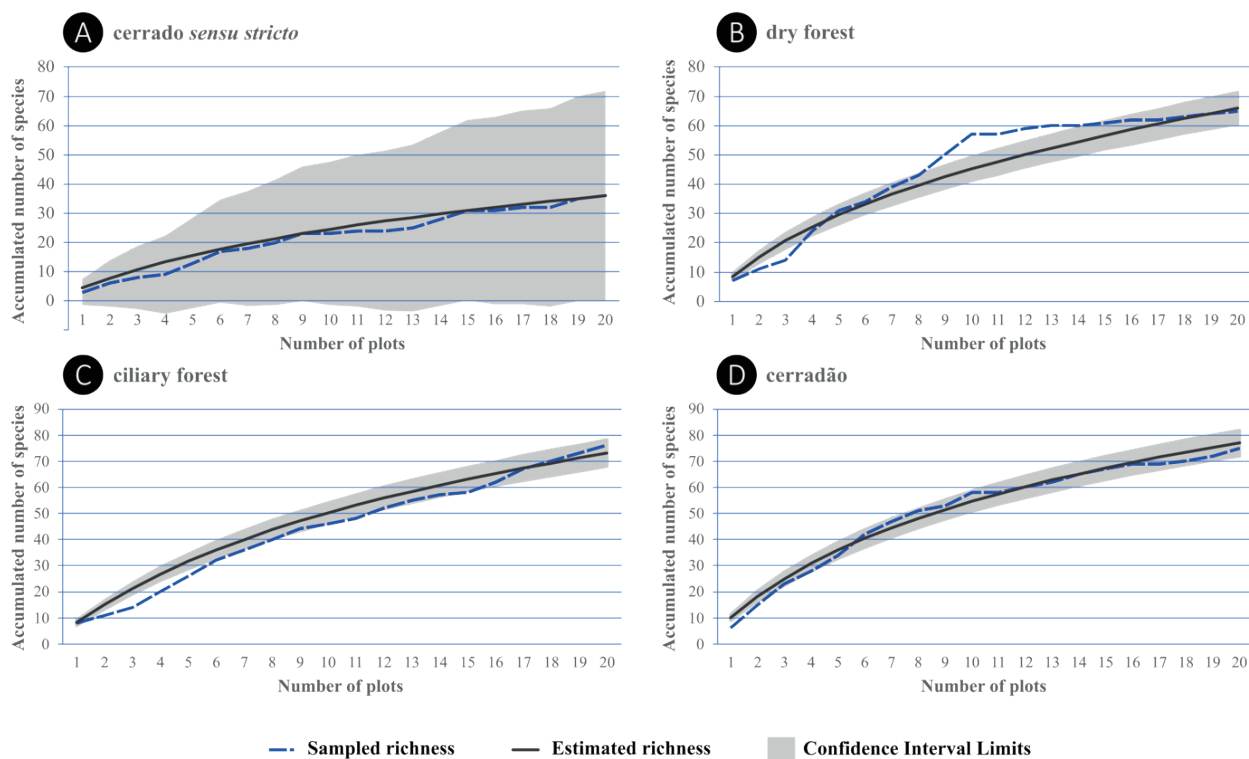 A cerrado sensu stricto
Accumulated number of species
80
70
60
50
40
30
20
10
0
1 2 3 4 5 6 7 8 9 10 11 12 13 14 15 16 17 18 19 20
Number of plots
B dry forest
Accumulated number of species
80
70
60
50
40
30
20
10
0
1 2 3 4 5 6 7 8 9 10 11 12 13 14 15 16 17 18 19 20
Number of plots
C ciliary forest
Accumulated number of species
90
80
70
60
50
40
30
20
10
0
1 2 3 4 5 6 7 8 9 10 11 12 13 14 15 16 17 18 19 20
Number of plots
D cerradão
Accumulated number of species
90
80
70
60
50
40
30
20
10
0
1 2 3 4 5 6 7 8 9 10 11 12 13 14 15 16 17 18 19 20
Number of plots
Sampled richness Estimated richness Confidence Interval Limits